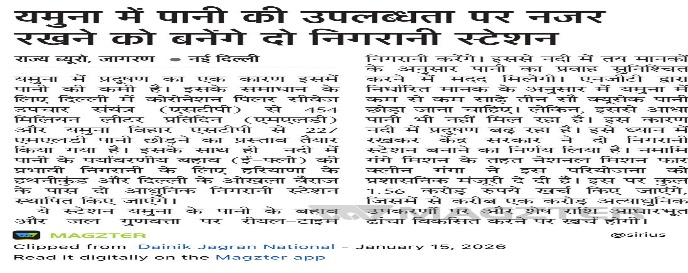 यमुना में पानी की उपलब्धता पर नजर
रखने को बनेंगे दो निगरानी स्टेशन
राज्य ब्यूरो, जागरण ● नई दिल्ली
यमुना में प्रदूषण का एक कारण इसमें
पानी की कमी है। इसके समाधान के
लिए दिल्ली में कोरोनेशन पिलर सीवेज
उपचार संयंत्र (एसटीपी) से 454
मिलियन लीटर प्रतिदिन (एमएलडी)
और यमुना विहार एसटीपी से 227
एमएलडी पानी छोड़ने का प्रस्ताव तैयार
किया गया है। इसके साथ ही नदी में
पानी के पर्यावरणीय बहाव (ई-फ्लो) की
प्रभावी निगरानी के लिए हरियाणा के
हथनीकुंड और दिल्ली के ओखला बैराज
के पास दो आधुनिक निगरानी स्टेशन
स्थापित किए जाएंगे।
ये स्टेशन यमुना के पानी के बहाव
और जल गुणवत्ता पर रीयल-टाइम
निगरानी करेंगे। इससे नदी में तय मानकों
के अनुसार पानी का प्रवाह सुनिश्चित
करने में मदद मिलेगी। एनजीटी द्वारा
निर्धारित मानक के अनुसार में यमुना में
कम से कम साढ़े तीन सौ क्यूसेक पानी
छोड़ा जाना चाहिए। लेकिन, इससे आधा
पानी भी नहीं मिल रहा है। इस कारण
नदी में प्रदूषण बढ़ रहा है। इसे ध्यान में
रखकर केंद्र सरकार ने दो निगरानी
स्टेशन बनाने का निर्णय लिया है। नमामि
गंगे मिशन के तहत नेशनल मिशन फार
क्लीन गंगा ने इस परियोजना को
प्रशासनिक मंजूरी दे दी है। इस पर कुल
1.56 करोड़ रुपये खर्च किए जाएंगे,
जिसमें से करीब एक करोड़ अत्याधुनिक
उपकरणों पर और शेष राशि आधारभूत
ढांचा विकसित करने पर खर्च होगी।
MAGZTER
MAGZTER
@sirius
Clipped from Dainik Jagran National - January 15, 2026
Read it digitally on the Magzter app